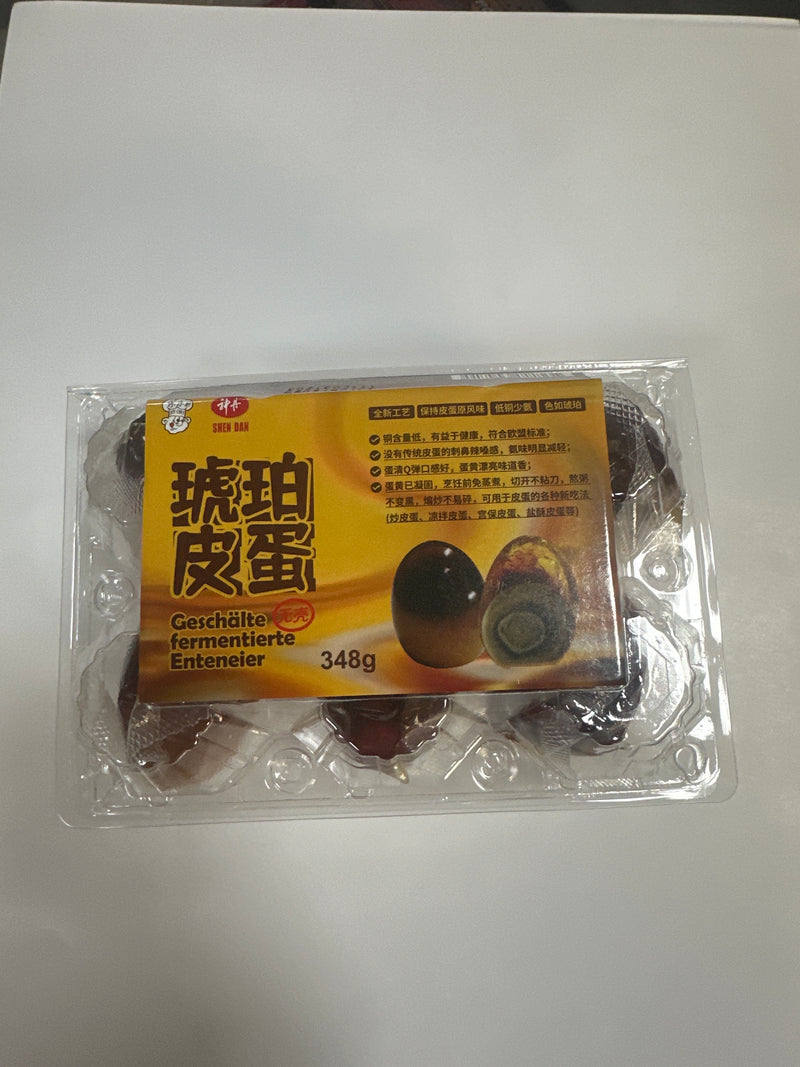 神丹
SHEN DAN
全新工艺 保持皮蛋原风味 低铜少氨 色如琥珀
铜含量低，有益于健康，符合欧盟标准；
没有传统皮蛋的刺鼻辣嗓感，氨味明显减轻；
蛋清Q弹口感好，蛋黄漂亮味道香；
蛋黄已凝固，烹饪前免蒸煮，切开不粘刀，熬粥
不变黑，煸炒不易碎，可用于皮蛋的各种新吃法
(炒皮蛋、凉拌皮蛋、宫保皮蛋、盐酥皮蛋等)
琥珀
皮蛋
Geschälte 无壳
fermentierte
Enteneier
348g